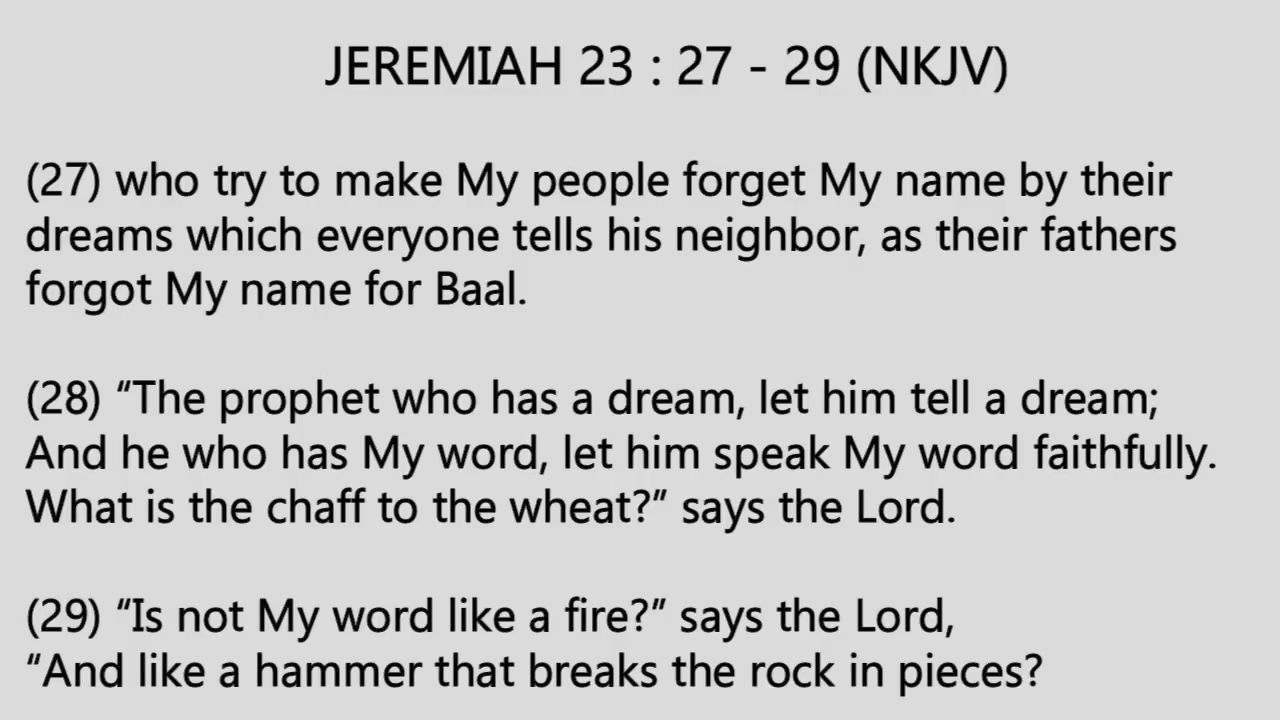 JEREMIAH 23 : 27 - 29 (NKJV)
(27) who try to make My people forget My name by their
dreams which everyone tells his neighbor, as their fathers
forgot My name for Baal.
(28) “The prophet who has a dream, let him tell a dream;
And he who has My word, let him speak My word faithfully.
What is the chaff to the wheat?” says the Lord.
(29) “Is not My word like a fire?” says the Lord,
“And like a hammer that breaks the rock in pieces?